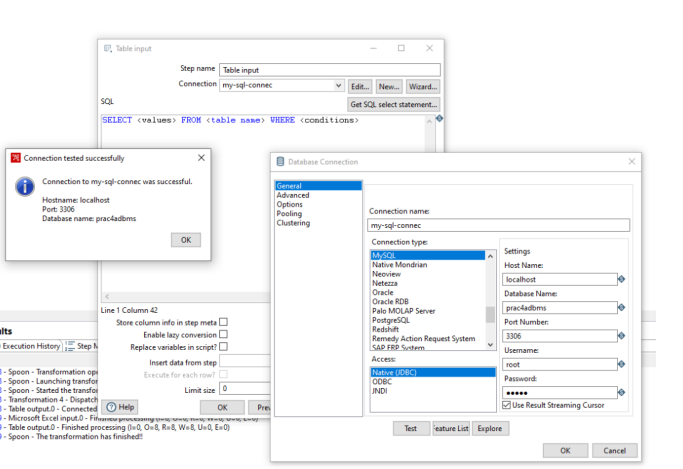 Table input
Step name
Table input
Connection
my-sql-connec
Edit...
New...
Wizard...
SQL
Get SQL select statement...
SELECT <values> FROM <table name> WHERE <conditions>
Connection tested successfully
Connection to my-sql-connec was successful.
Hostname: localhost
Port: 3306
Database name: prac4adbms
OK
Database Connection
General
Advanced
Options
Pooling
Clustering
Connection name:
my-sql-connec
Connection type:
MySQL
Native Mondrian
Neoview
Netezza
Oracle
Oracle RDB
Palo MOLAP Server
PostgreSQL
Redshift
Remedy Action Request System
SAP ERP System
Access:
Native (JDBC)
ODBC
JNDI
Settings
Host Name:
localhost
Database Name:
prac4adbms
Port Number:
3306
Username:
root
Password:
●●●●●
Use Result Streaming Cursor
Test
Feature List
Explore
OK
Cancel
Line 1 Column 42
Store column info in step meta
Enable lazy conversion
Replace variables in script?
Insert data from step
Execute for each row?
Limit size
0
Help
OK
Prev
lts
Execution History
Step M
- Spoon - Transformation ope
- Spoon - Launching transfor
- Spoon - Started the transfor
- Transformation 4 - Dispatch
- Table output.0 - Connected
- Microsoft Excel input.0 - Finished processing (I=8, O=0, R=0, W=8, U=0, E=0)
- Table output.0 - Finished processing (I=0, O=8, R=8, W=8, U=0, E=0)
- Spoon - The transformation has finished!!